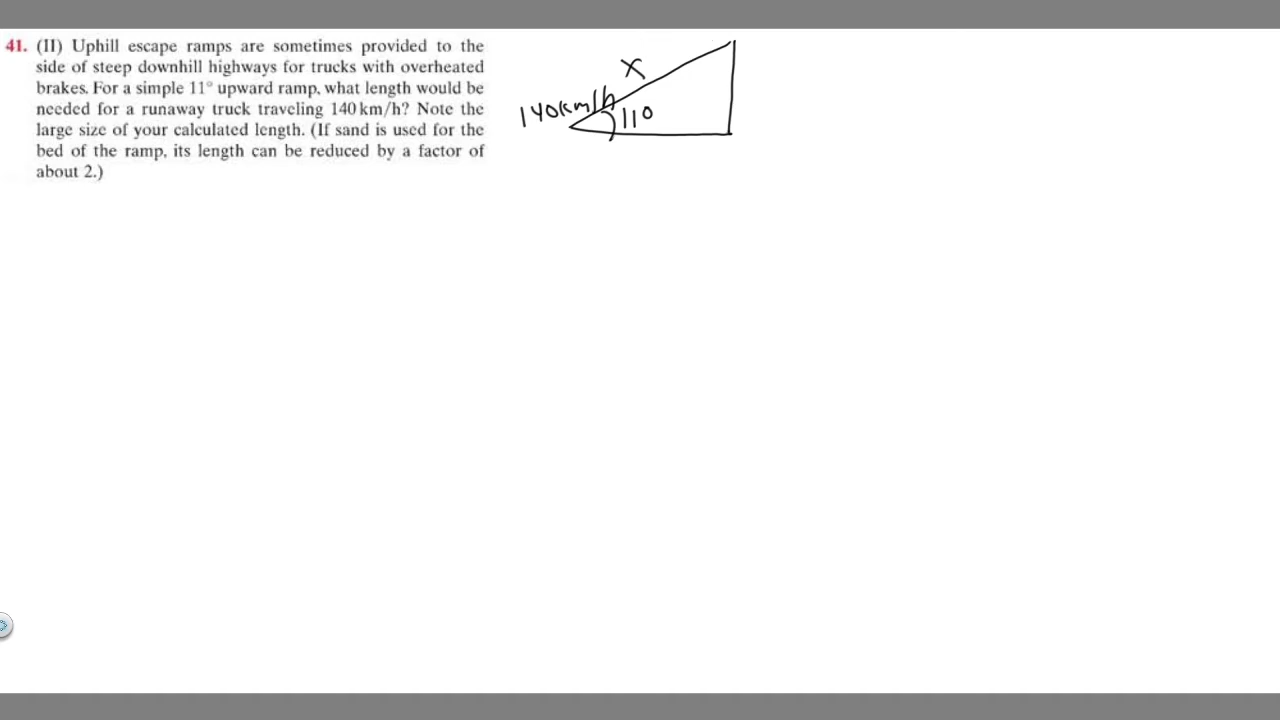 41. (II) Uphill escape ramps are sometimes provided to the
side of steep downhill highways for trucks with overheated
brakes. For a simple 11° upward ramp, what length would be
needed for a runaway truck traveling 140 km/h? Note the
large size of your calculated length. (If sand is used for the
bed of the ramp, its length can be reduced by a factor of
about 2.)
x
140km/h
11°